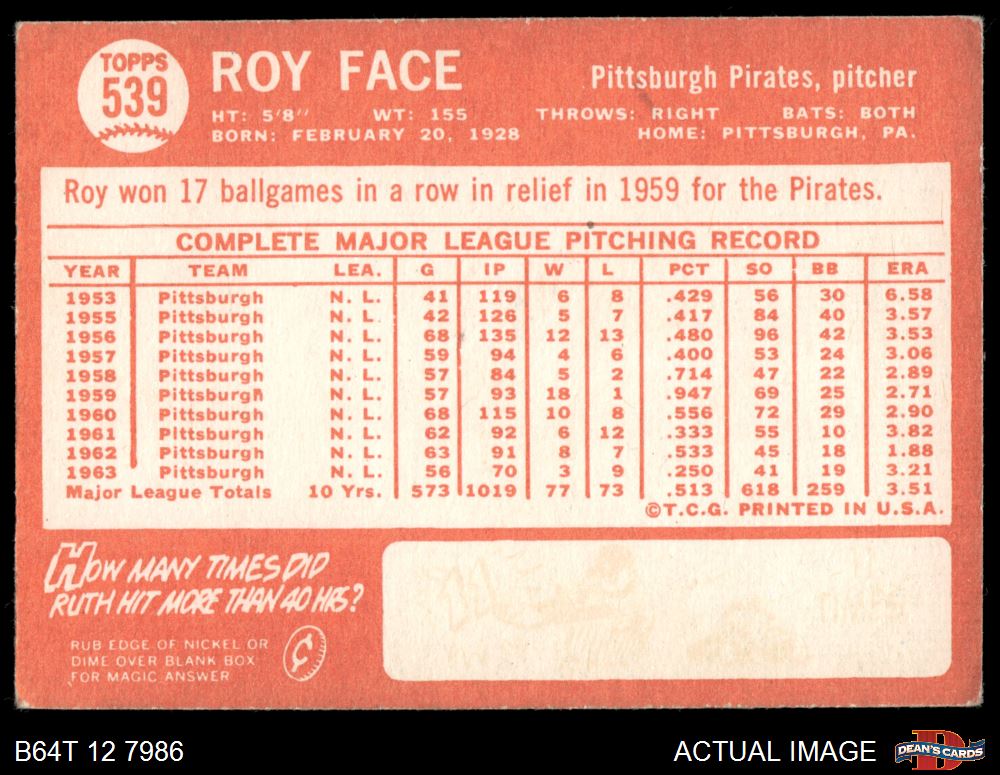 TOPPS
539
ROY FACE
Pittsburgh Pirates, pitcher
HT: 5'8" WT: 155 THROWS: RIGHT BATS: BOTH
BORN: FEBRUARY 20, 1928 HOME: PITTSBURGH, PA.
Roy won 17 ballgames in a row in relief in 1959 for the Pirates.
COMPLETE MAJOR LEAGUE PITCHING RECORD
YEAR TEAM LEA. G IP W L PCT SO BB ERA
1953 Pittsburgh N. L. 41 119 6 8 .429 56 30 6.58
1955 Pittsburgh N. L. 42 126 5 7 .417 84 40 3.57
1956 Pittsburgh N. L. 68 135 12 13 .480 96 42 3.53
1957 Pittsburgh N. L. 59 94 4 6 .400 53 24 3.06
1958 Pittsburgh N. L. 57 84 5 2 .714 47 22 2.89
1959 Pittsburgh N. L. 57 93 18 1 .947 69 25 2.71
1960 Pittsburgh N. L. 68 115 10 8 .556 72 29 2.90
1961 Pittsburgh N. L. 62 92 6 12 .333 55 10 3.82
1962 Pittsburgh N. L. 63 91 8 7 .533 45 18 1.88
1963 Pittsburgh N. L. 56 70 3 9 .250 41 19 3.21
Major League Totals 10 Yrs. 573 1019 77 73 .513 618 259 3.51
©T.C.G. PRINTED IN U.S.A.
HOW MANY TIMES DID
RUTH HIT MORE THAN 40 HRS?
RUB EDGE OF NICKEL OR
DIME OVER BLANK BOX
FOR MAGIC ANSWER
¢
B64T 12 7986
ACTUAL IMAGE
DEAN'S CARDS